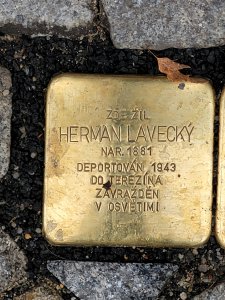 ZDE ŽIL
HERMAN LAVECKÝ
NAR. 1881
DEPORTOVÁN 1943
DO TEREZÍNA
ZAVRAŽDĚN
V OSVĚTIMI